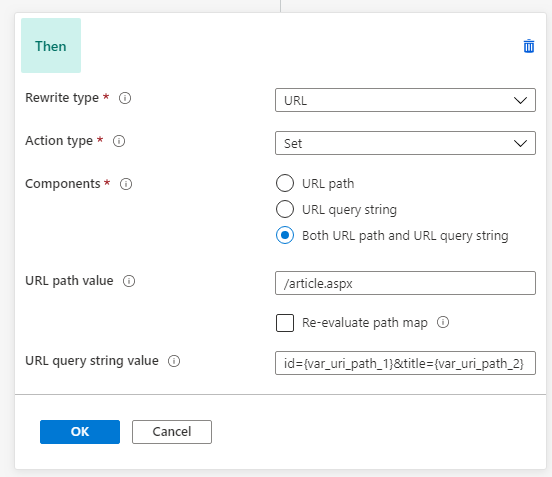 Then
Rewrite type *
URL
Action type *
Set
Components *
URL path
URL query string
Both URL path and URL query string
URL path value
/article.aspx
Re-evaluate path map
URL query string value
id={var_uri_path_1}&title={var_uri_path_2}
OK
Cancel